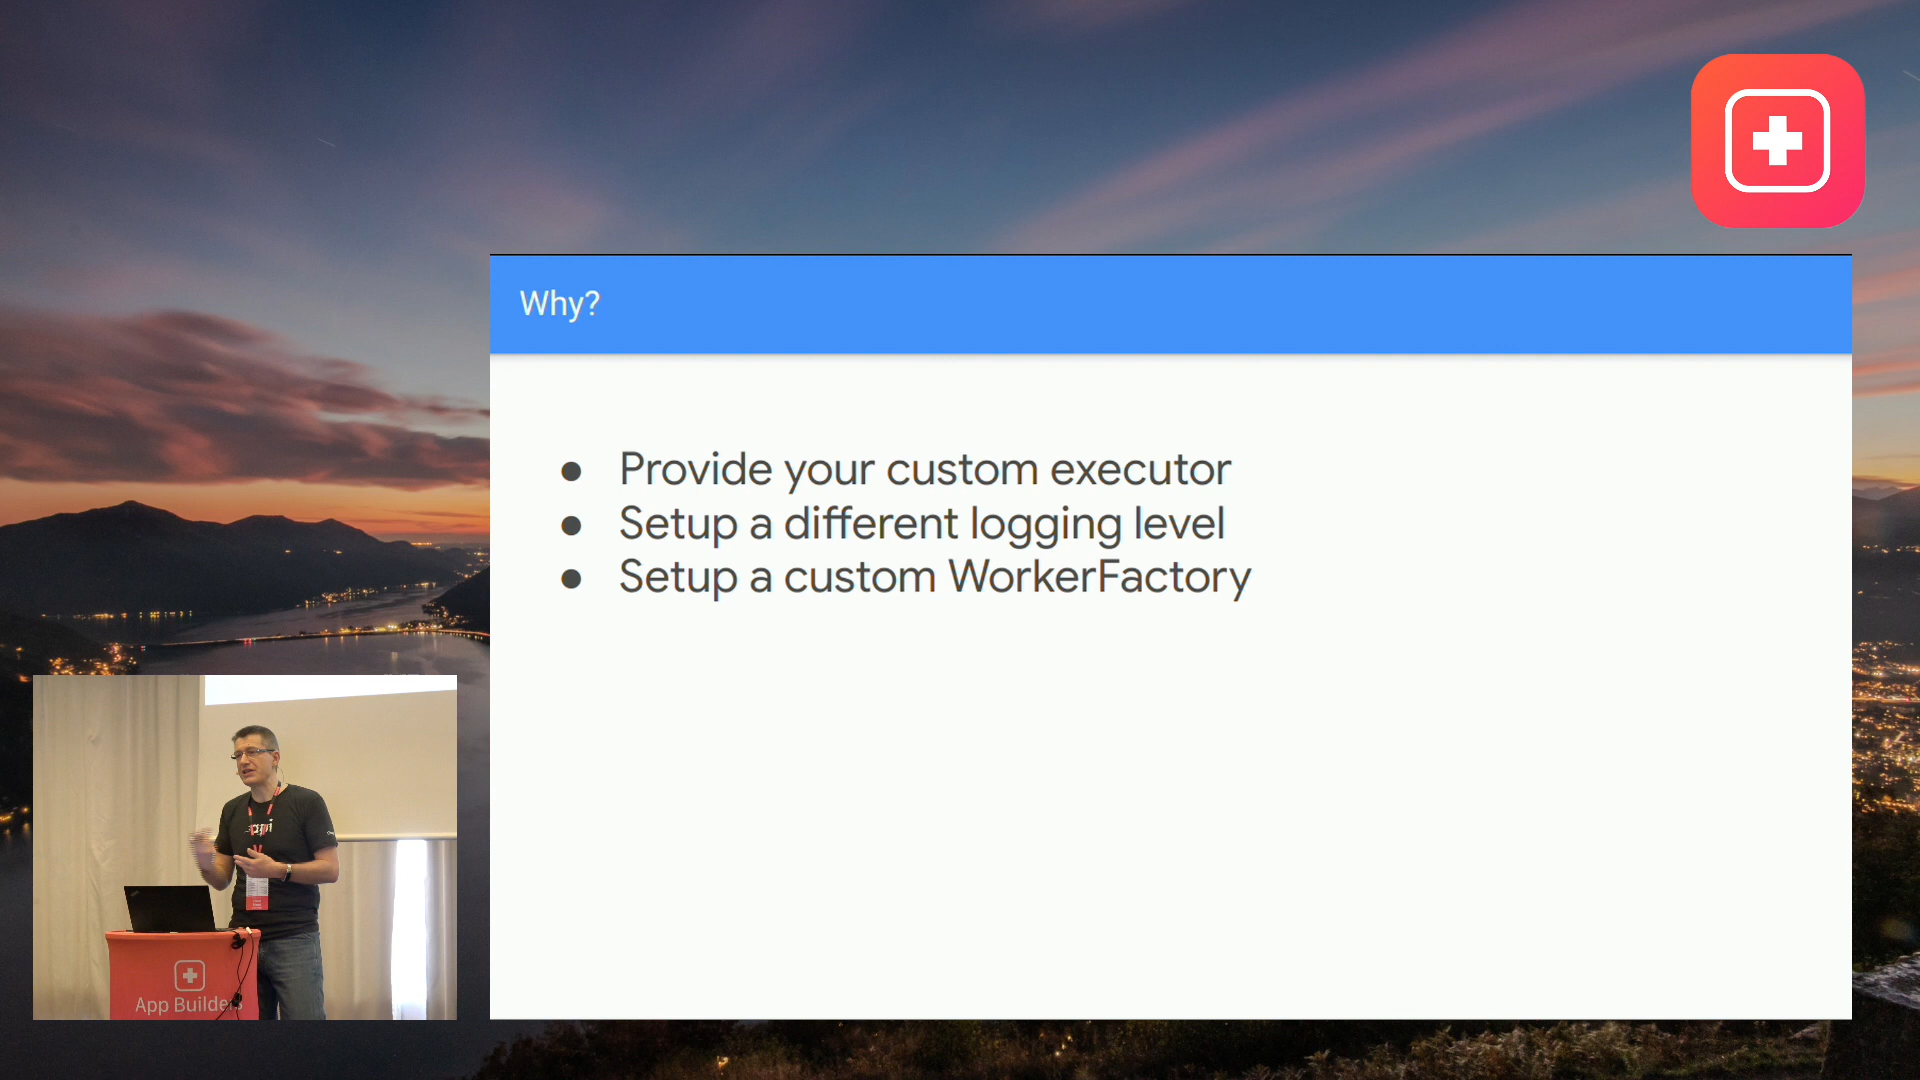 Why?
● Provide your custom executor
● Setup a different logging level
● Setup a custom WorkerFactory
App Builders